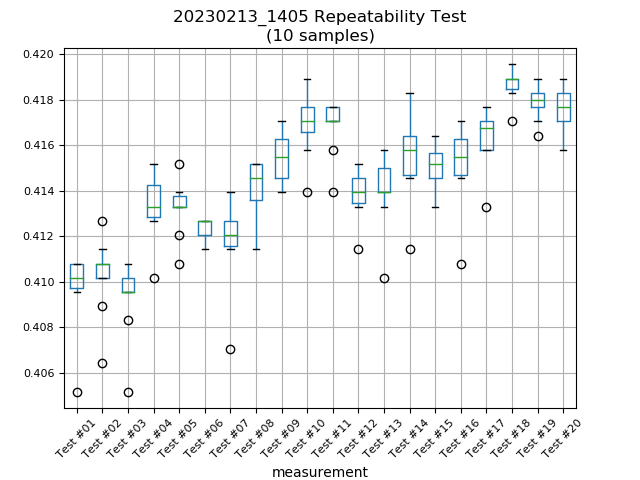 20230213_1405 Repeatability Test
(10 samples)
0.420
0.418
0.416
0.414
0.412
0.410
0.408
0.406
Test #01
Test #02
Test #03
Test #04
Test #05
Test #06
Test #07
Test #08
Test #09
Test #10
Test #11
Test #12
Test #13
Test #14
Test #15
Test #16
Test #17
Test #18
Test #19
Test #20
measurement